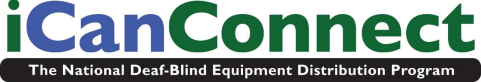 iCanConnect
The National Deaf-Blind Equipment Distribution Program